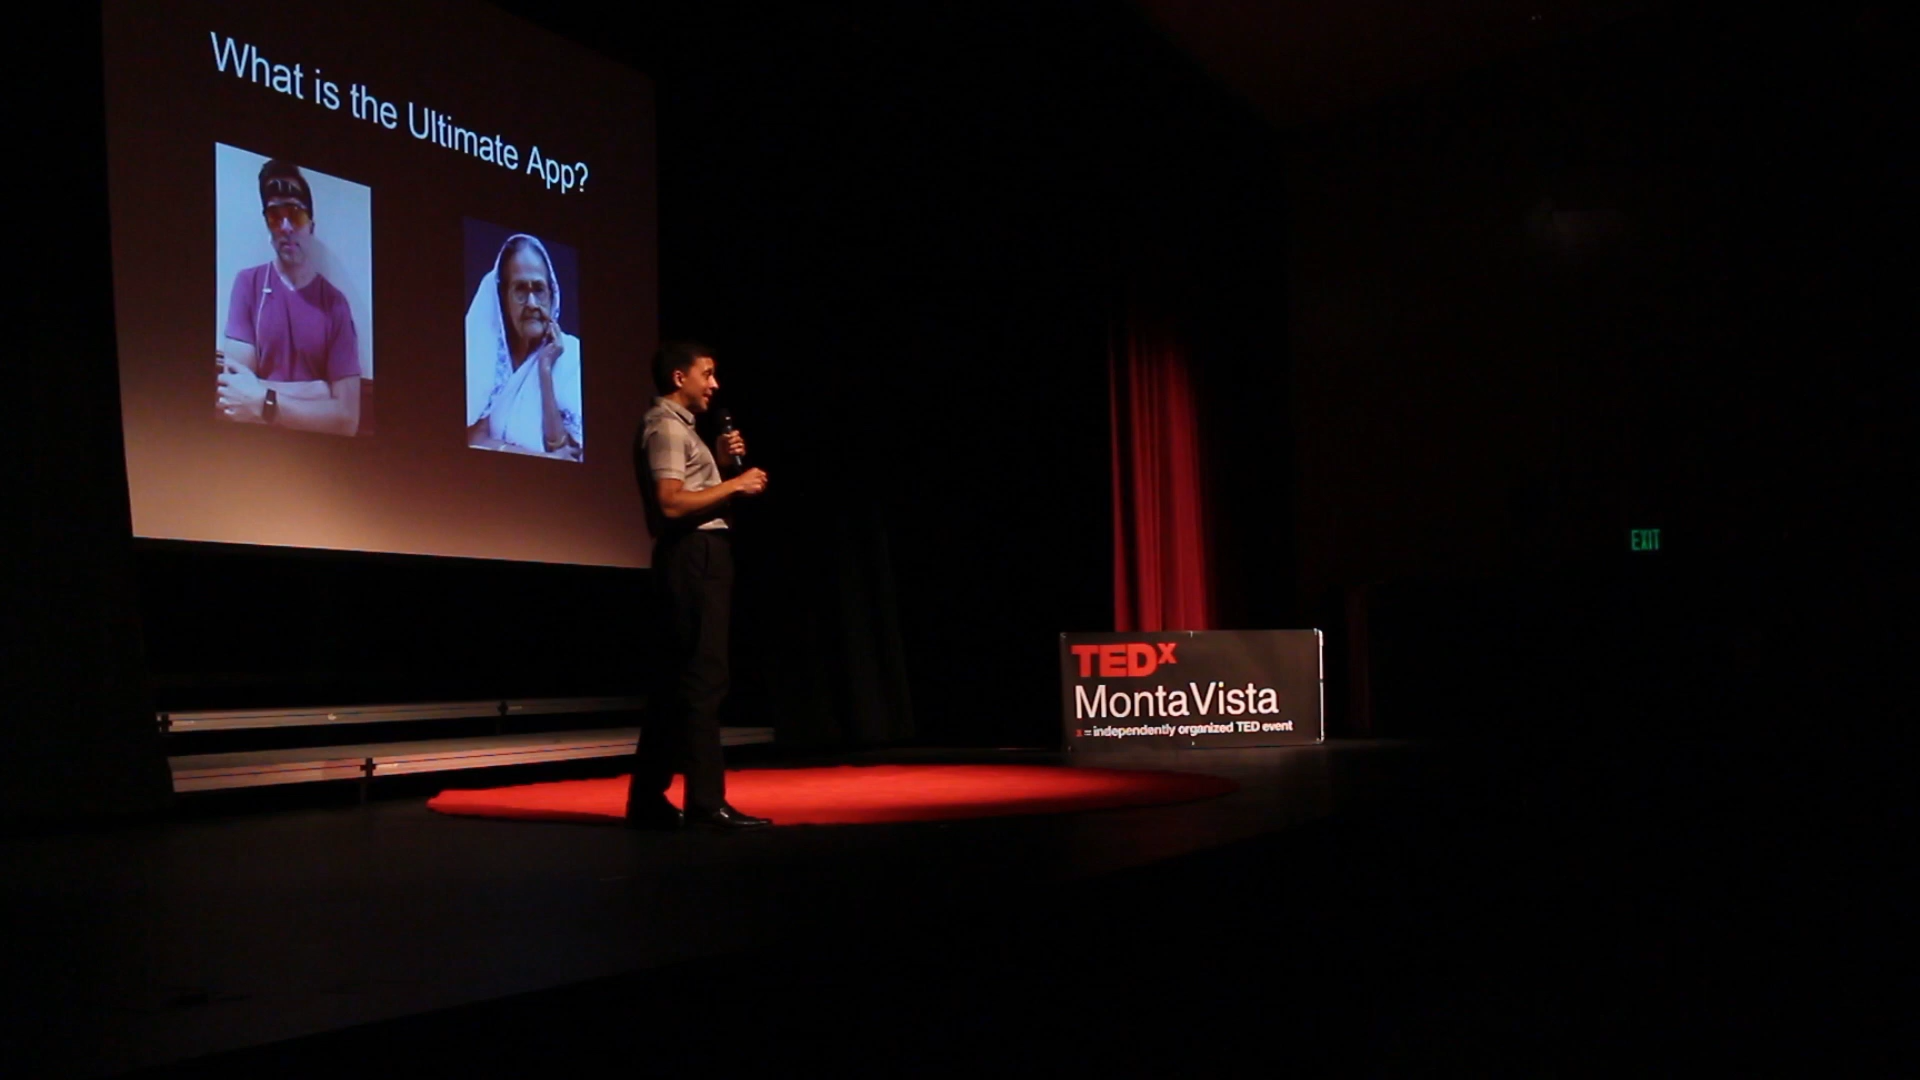 What is the Ultimate App?
TEDx
MontaVista
x = independently organized TED event
EXIT